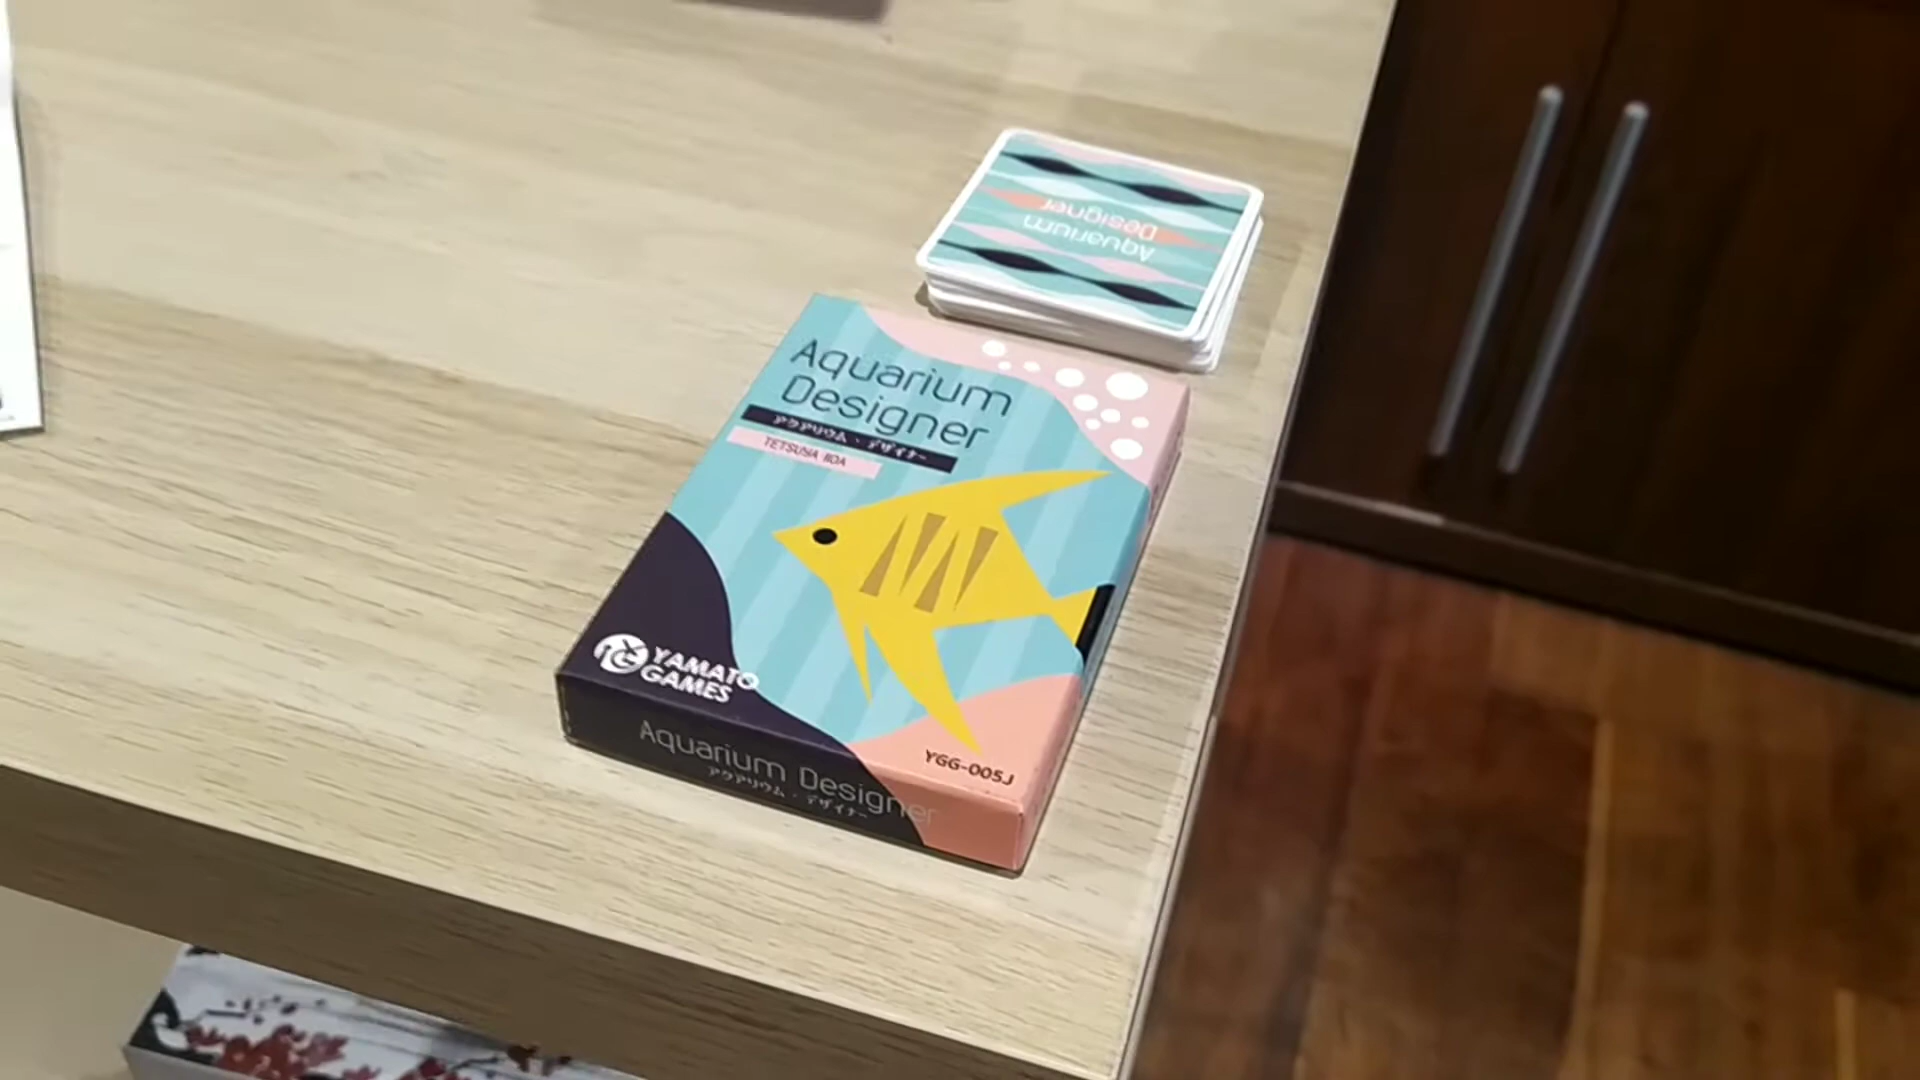 Aquarium
Designer
Aquarium
Designer
アクアリウム・デザイナー
TETSUYA IIDA
YAMATO
GAMES
YGG-005J
Aquarium Designer
アクアリウム・デザイナー